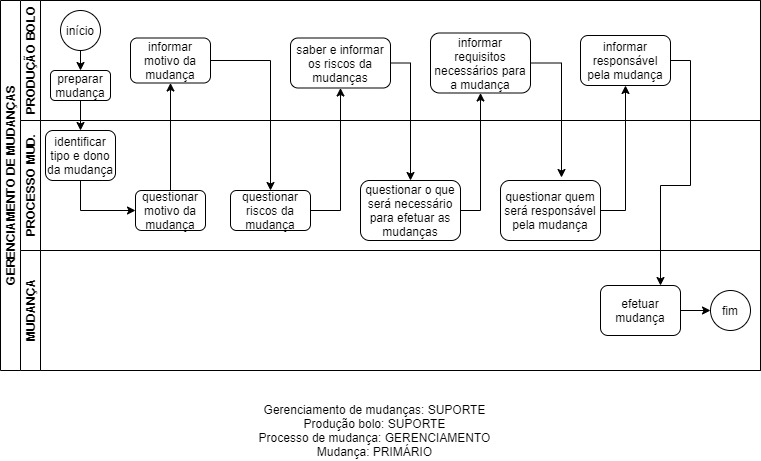 GERENCIAMENTO DE MUDANÇAS
PRODUÇÃO BOLO
início
preparar
mudança
informar
motivo da
mudança
saber e informar
os riscos da
mudanças
informar
requisitos
necessários para
a mudança
informar
responsável
pela mudança
PROCESSO MUD.
identificar
tipo e dono
da mudança
questionar
motivo da
mudança
questionar
riscos da
mudança
questionar o que
será necessário
para efetuar as
mudanças
questionar quem
será responsável
pela mudança
MUDANÇA
efetuar
mudança
fim
Gerenciamento de mudanças: SUPORTE
Produção bolo: SUPORTE
Processo de mudança: GERENCIAMENTO
Mudança: PRIMÁRIO